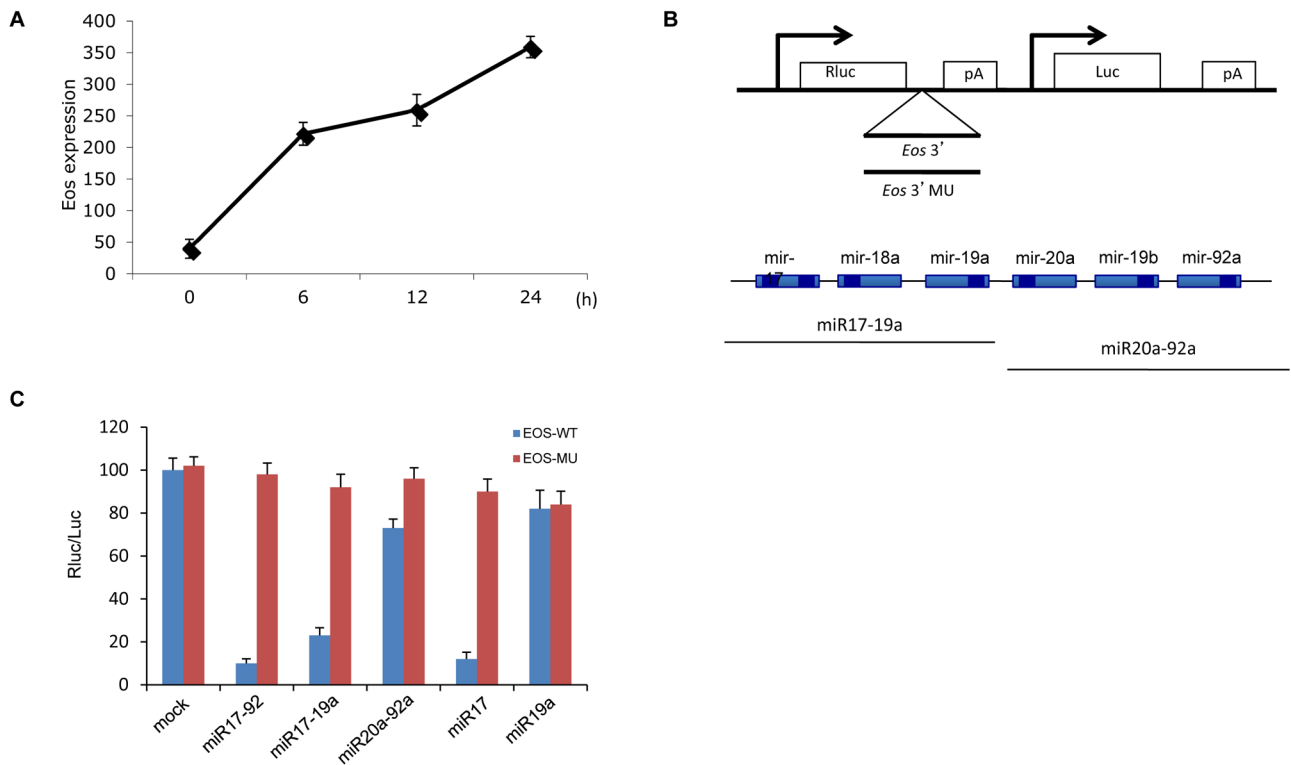 A
400
350
300
250
200
150
100
50
0
Eos expression
0 6 12 24 (h)
B
Rluc pA Luc pA
Eos 3’
Eos 3’ MU
mir-17 mir-18a mir-19a mir-20a mir-19b mir-92a
miR17-19a
miR20a-92a
C
120
100
80
60
40
20
0
Rluc/Luc
EOS-WT
EOS-MU
mock miR17-92 miR17-19a miR20a-92a miR17 miR19a